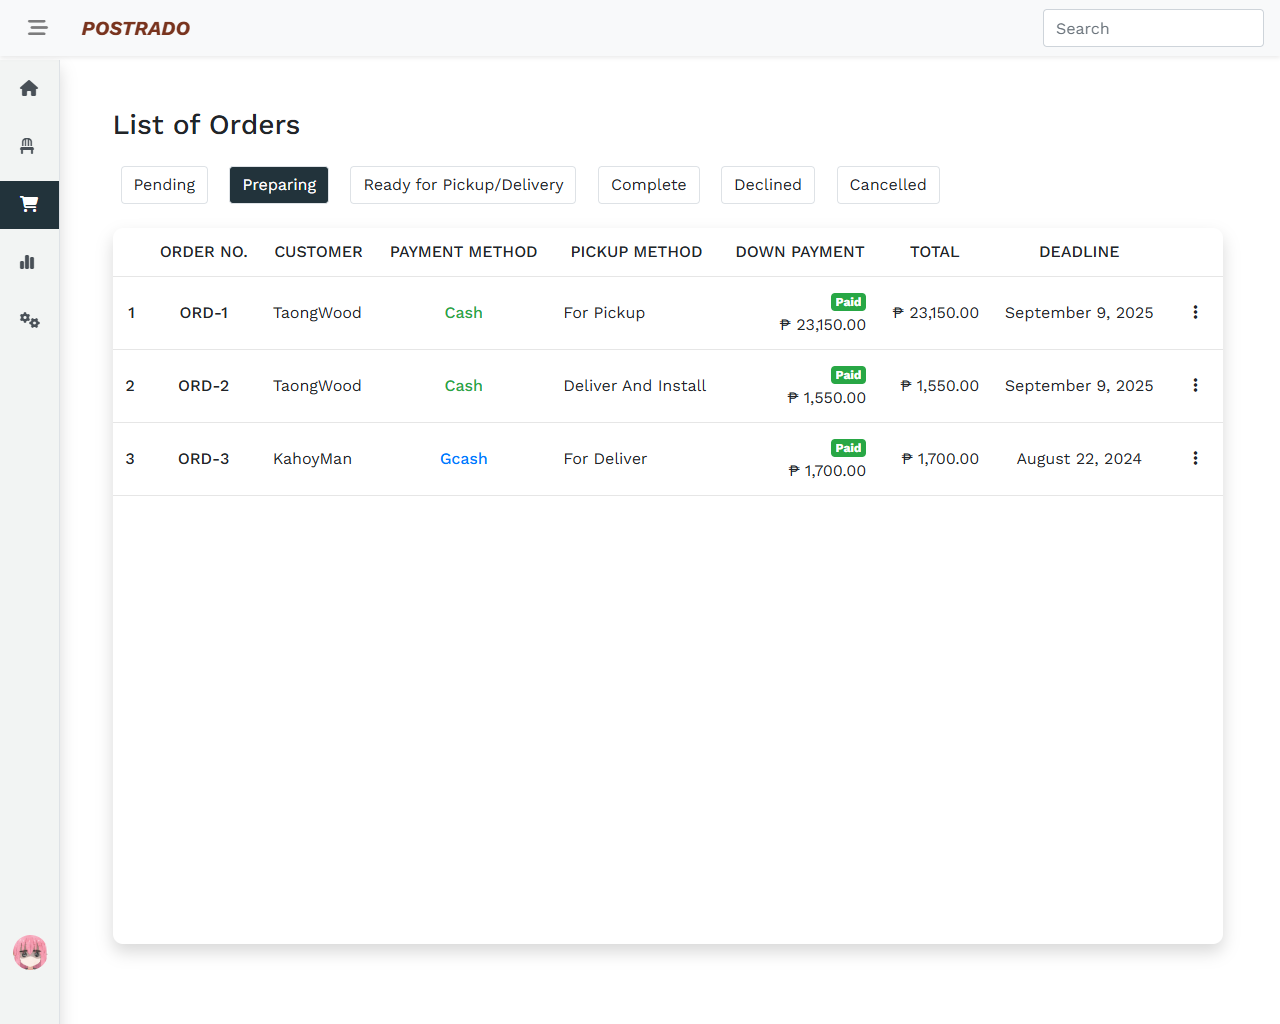 POSTRADO
Search
List of Orders
Pending
Preparing
Ready for Pickup/Delivery
Complete
Declined
Cancelled
ORDER NO. CUSTOMER PAYMENT METHOD PICKUP METHOD DOWN PAYMENT TOTAL DEADLINE
1 ORD-1 TaongWood Cash For Pickup Paid ₱ 23,150.00 ₱ 23,150.00 September 9, 2025
2 ORD-2 TaongWood Cash Deliver And Install Paid ₱ 1,550.00 ₱ 1,550.00 September 9, 2025
3 ORD-3 KahoyMan Gcash For Deliver Paid ₱ 1,700.00 ₱ 1,700.00 August 22, 2024